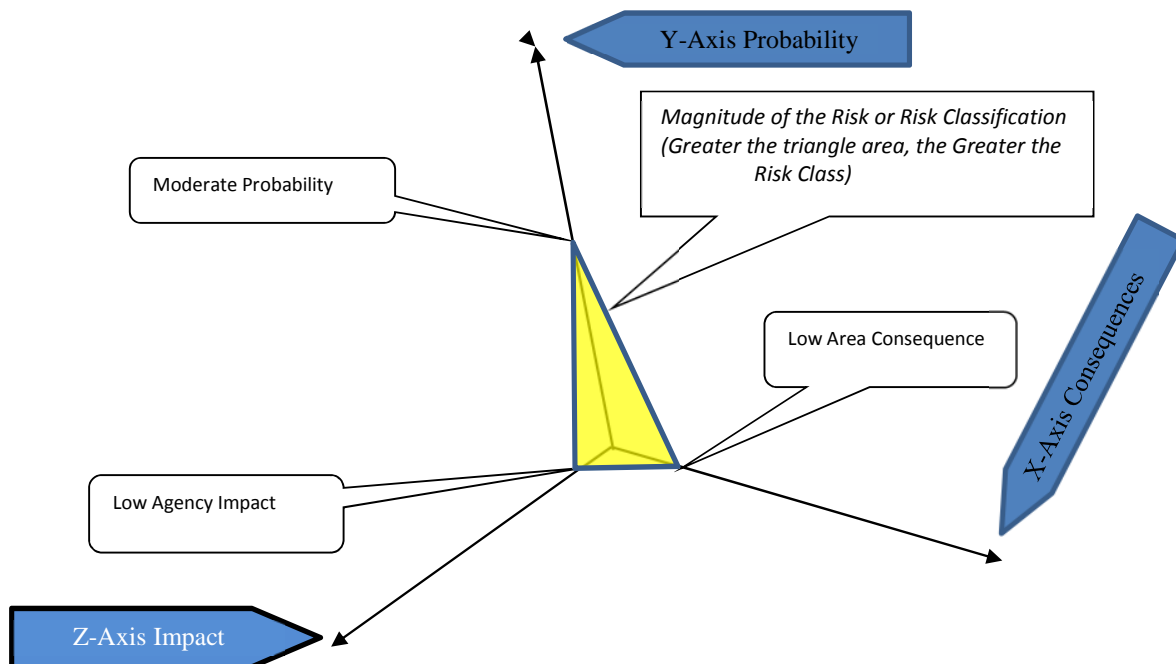 Y-Axis Probability
Magnitude of the Risk or Risk Classification
(Greater the triangle area, the Greater the
Risk Class)
Moderate Probability
X-Axis Consequences
Low Area Consequence
Low Agency Impact
Z-Axis Impact